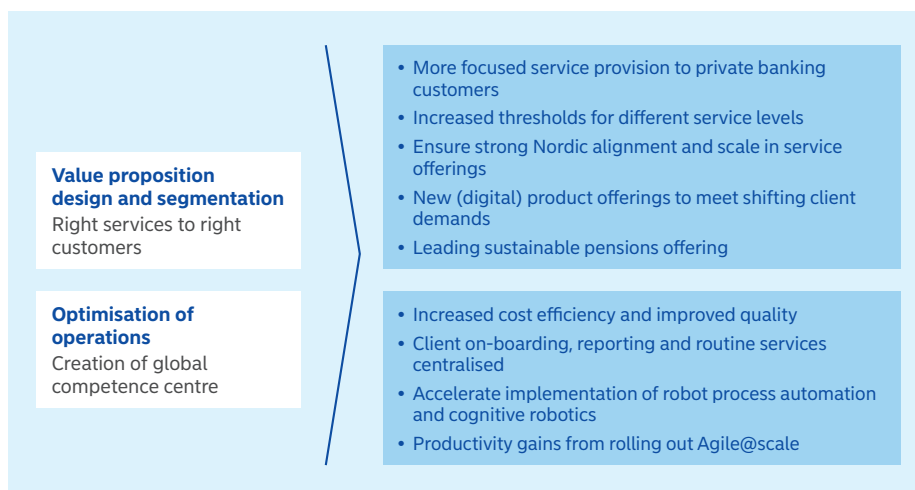 Value proposition
design and segmentation
Right services to right
customers
• More focused service provision to private banking
customers
• Increased thresholds for different service levels
• Ensure strong Nordic alignment and scale in service
offerings
• New (digital) product offerings to meet shifting client
demands
• Leading sustainable pensions offering
Optimisation of
operations
Creation of global
competence centre
• Increased cost efficiency and improved quality
• Client on-boarding, reporting and routine services
centralised
• Accelerate implementation of robot process automation
and cognitive robotics
• Productivity gains from rolling out Agile@scale